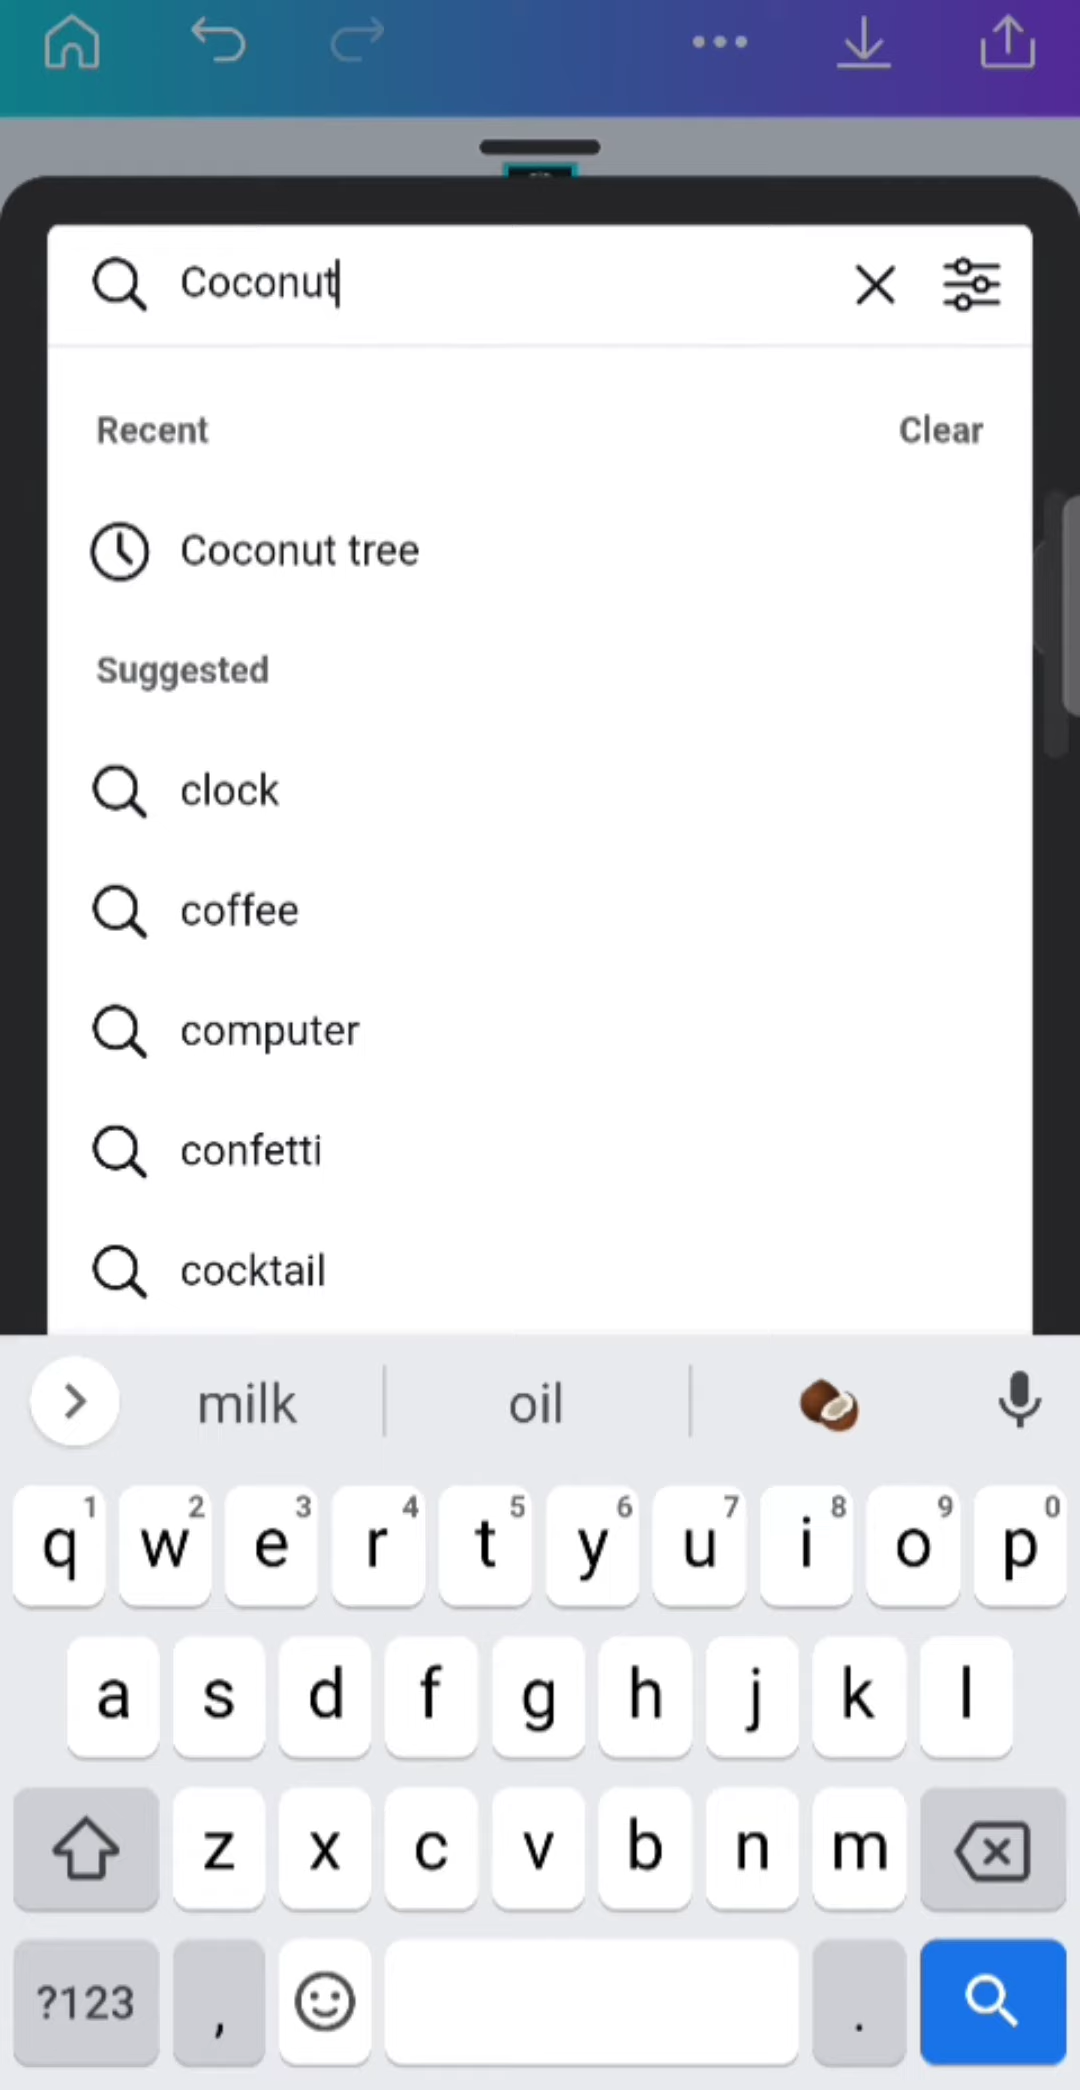 Coconut
Recent Clear
Coconut tree
Suggested
clock
coffee
computer
confetti
cocktail
milk oil
1 2 3 4 5 6 7 8 9 0
q w e r t y u i o p
a s d f g h j k l
z x c v b n m
?123 , .